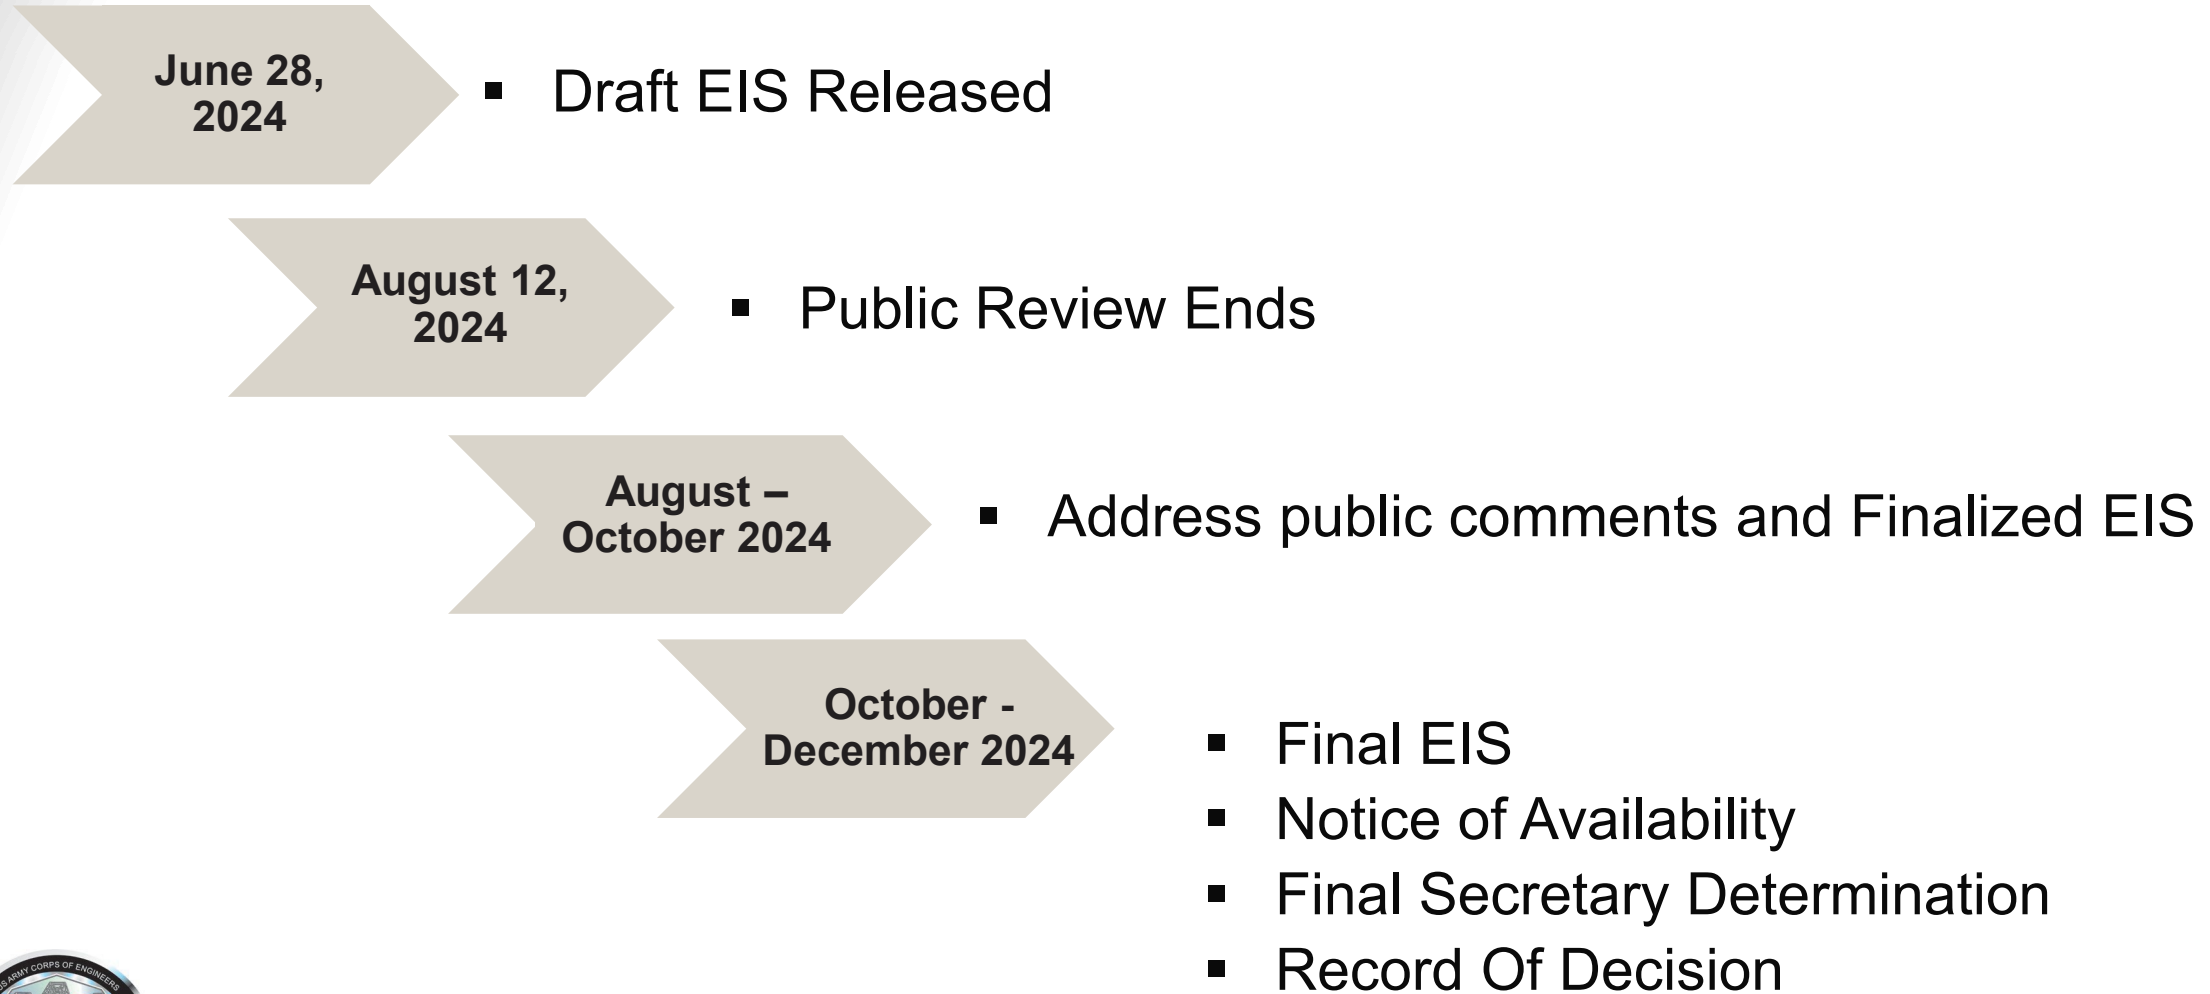 June 28,
2024
▪ Draft EIS Released
August 12,
2024
▪ Public Review Ends
August –
October 2024
▪ Address public comments and Finalized EIS
October -
December 2024
▪ Final EIS
▪ Notice of Availability
▪ Final Secretary Determination
▪ Record Of Decision
US ARMY CORPS OF ENGINEERS